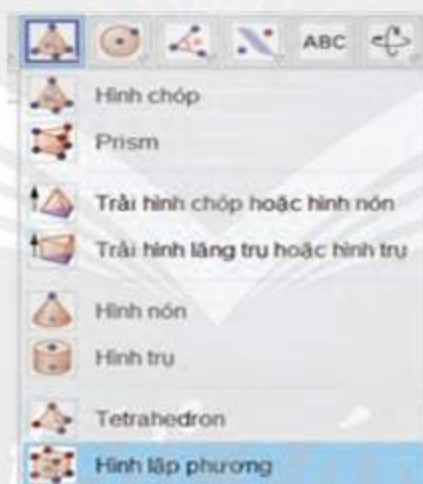 ABC
Hình chóp
Prism
Trải hình chóp hoặc hình nón
Trải hình lăng trụ hoặc hình trụ
Hình nón
Hình trụ
Tetrahedron
Hình lập phương